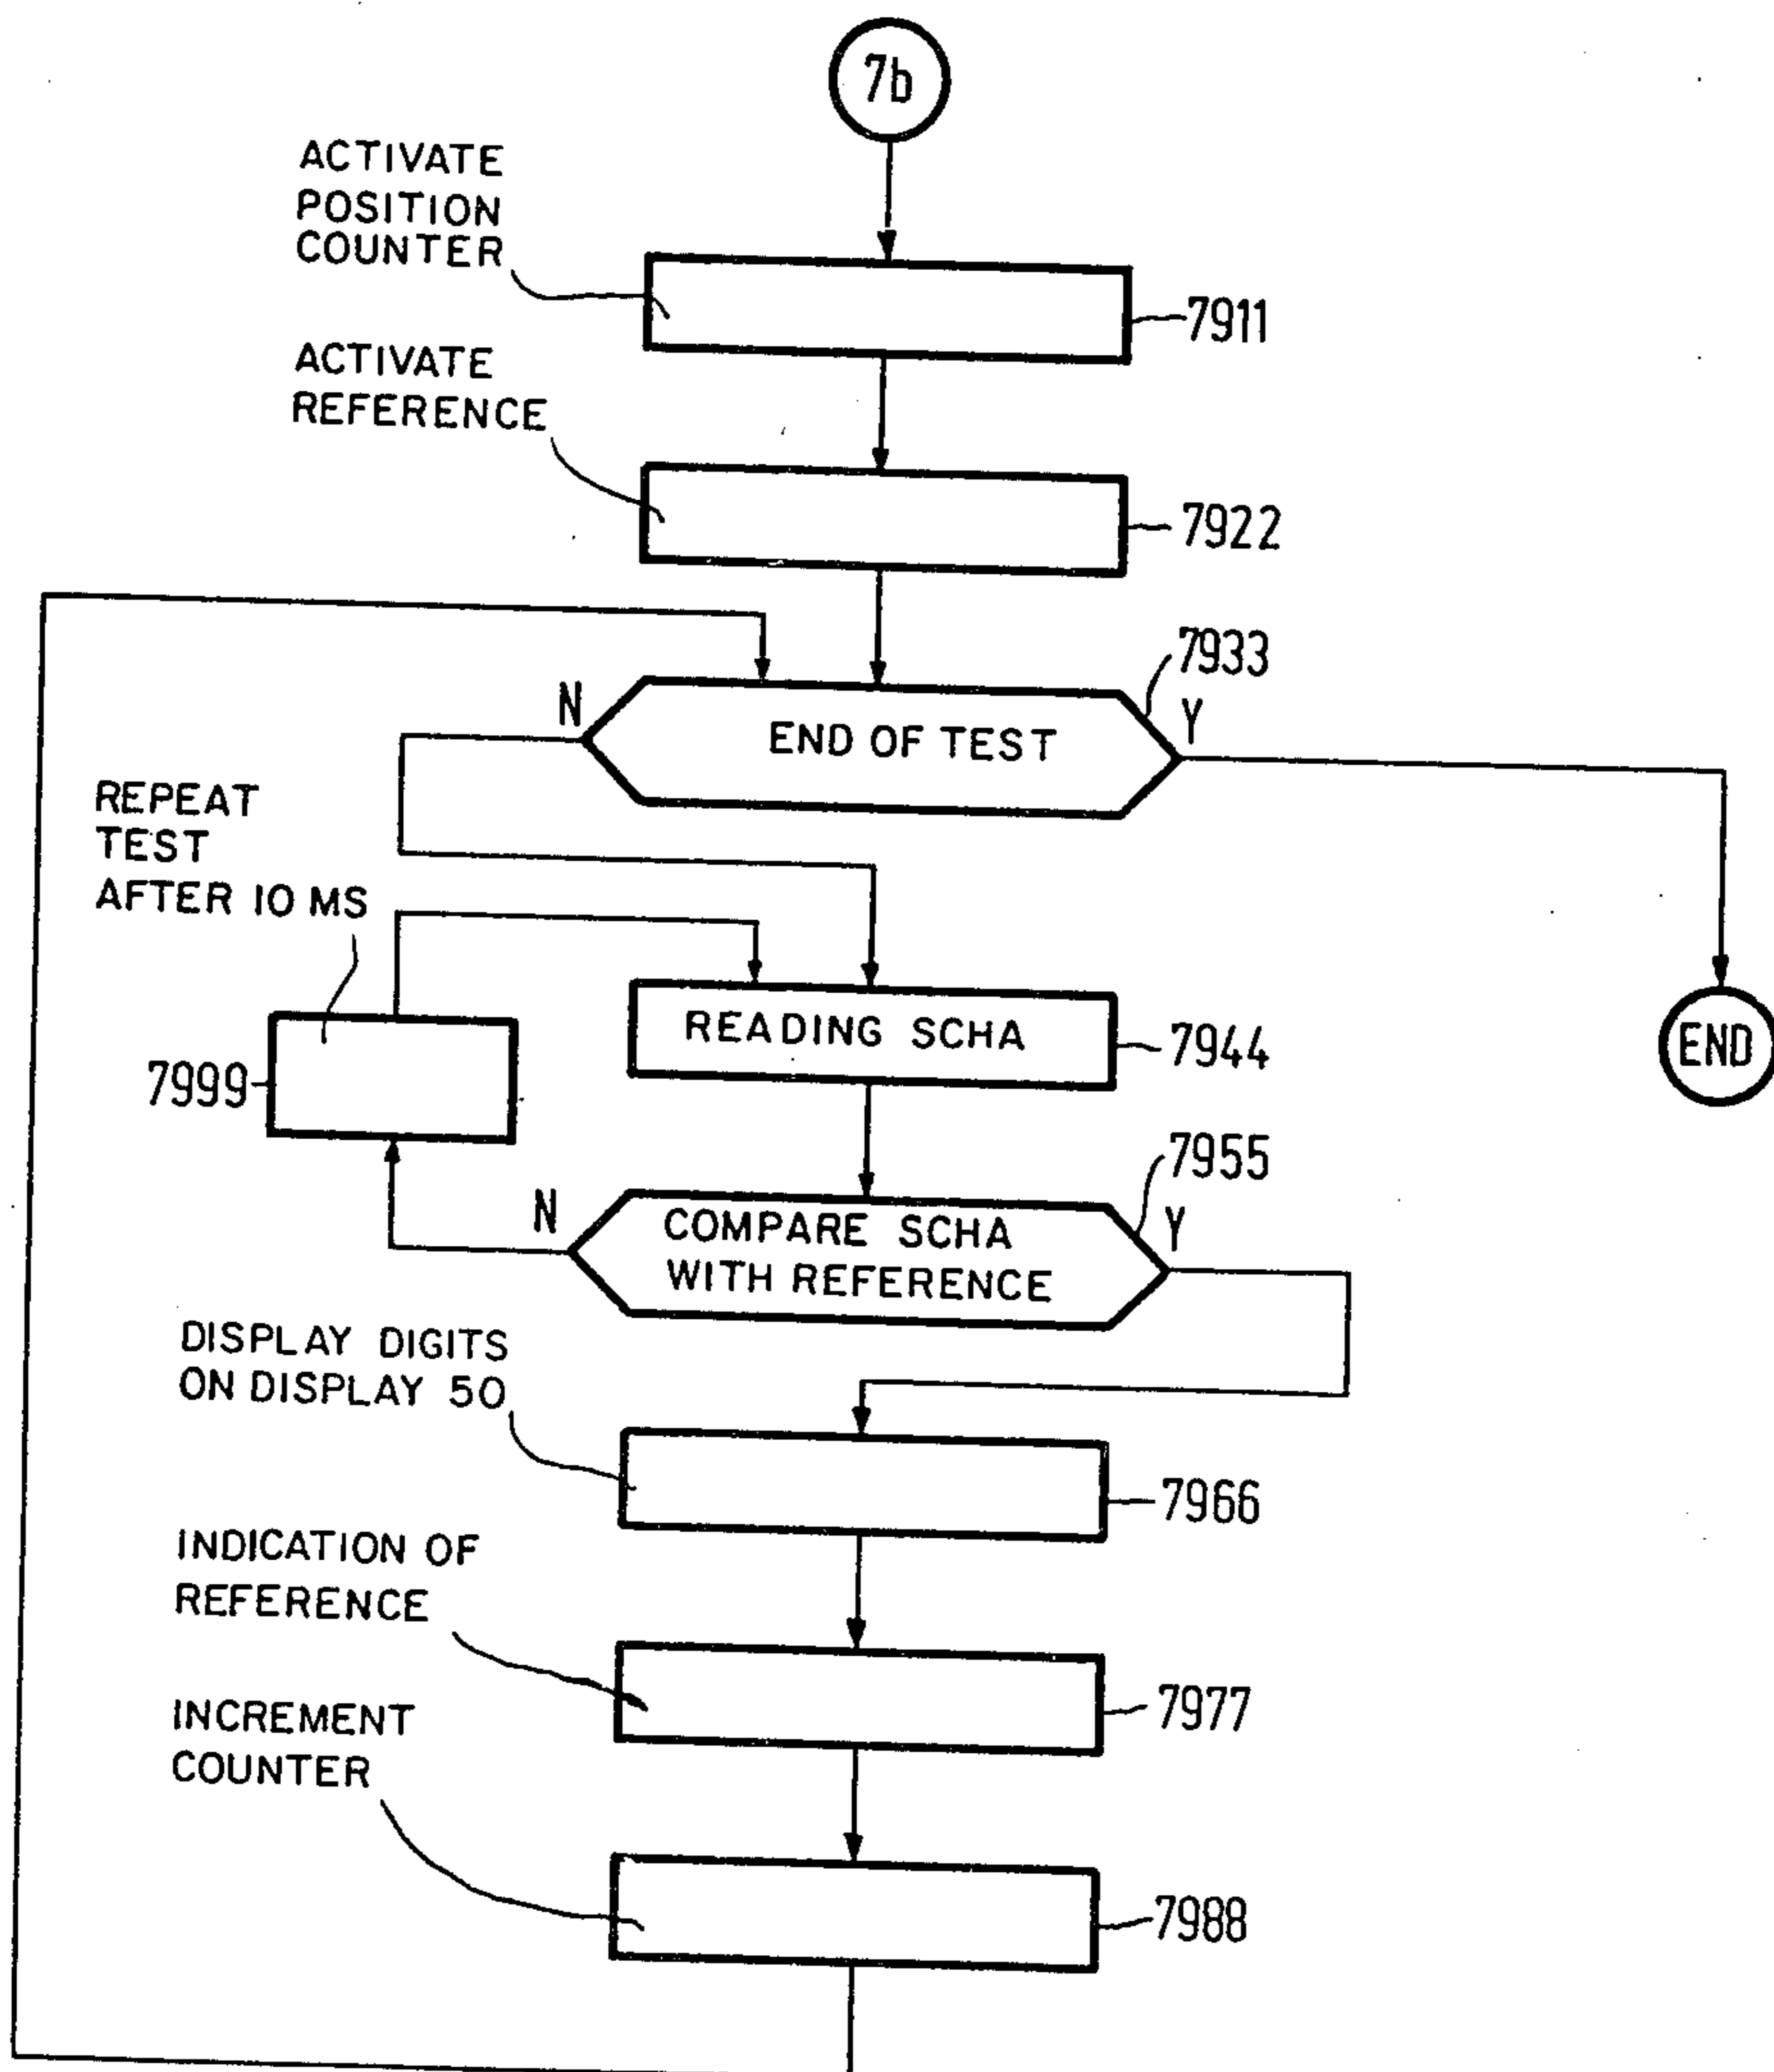 7b
ACTIVATE
POSITION
COUNTER
7911
ACTIVATE
REFERENCE
7922
7933
N
Y
END OF TEST
REPEAT
TEST
AFTER 10 MS
READING SCHA
7944
END
7999
7955
N
Y
COMPARE SCHA
WITH REFERENCE
DISPLAY DIGITS
ON DISPLAY 50
7966
INDICATION OF
REFERENCE
7977
INCREMENT
COUNTER
7988